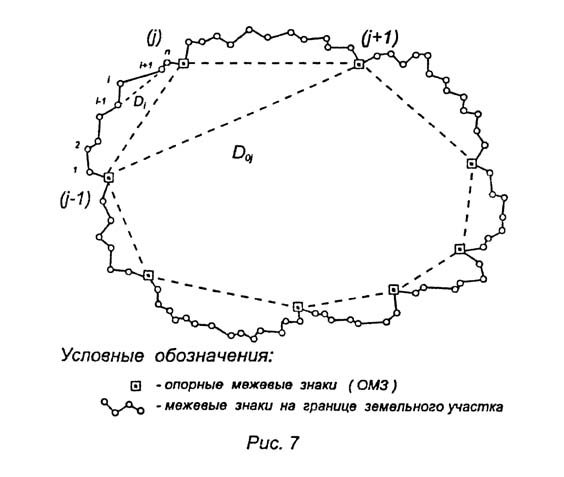 (j)
(j+1)
n
i+1
i
i-1
Di
2
1
Doj
(j-1)
Условные обозначения:
- опорные межевые знаки (ОМЗ)
- межевые знаки на границе земельного участка
Рис. 7